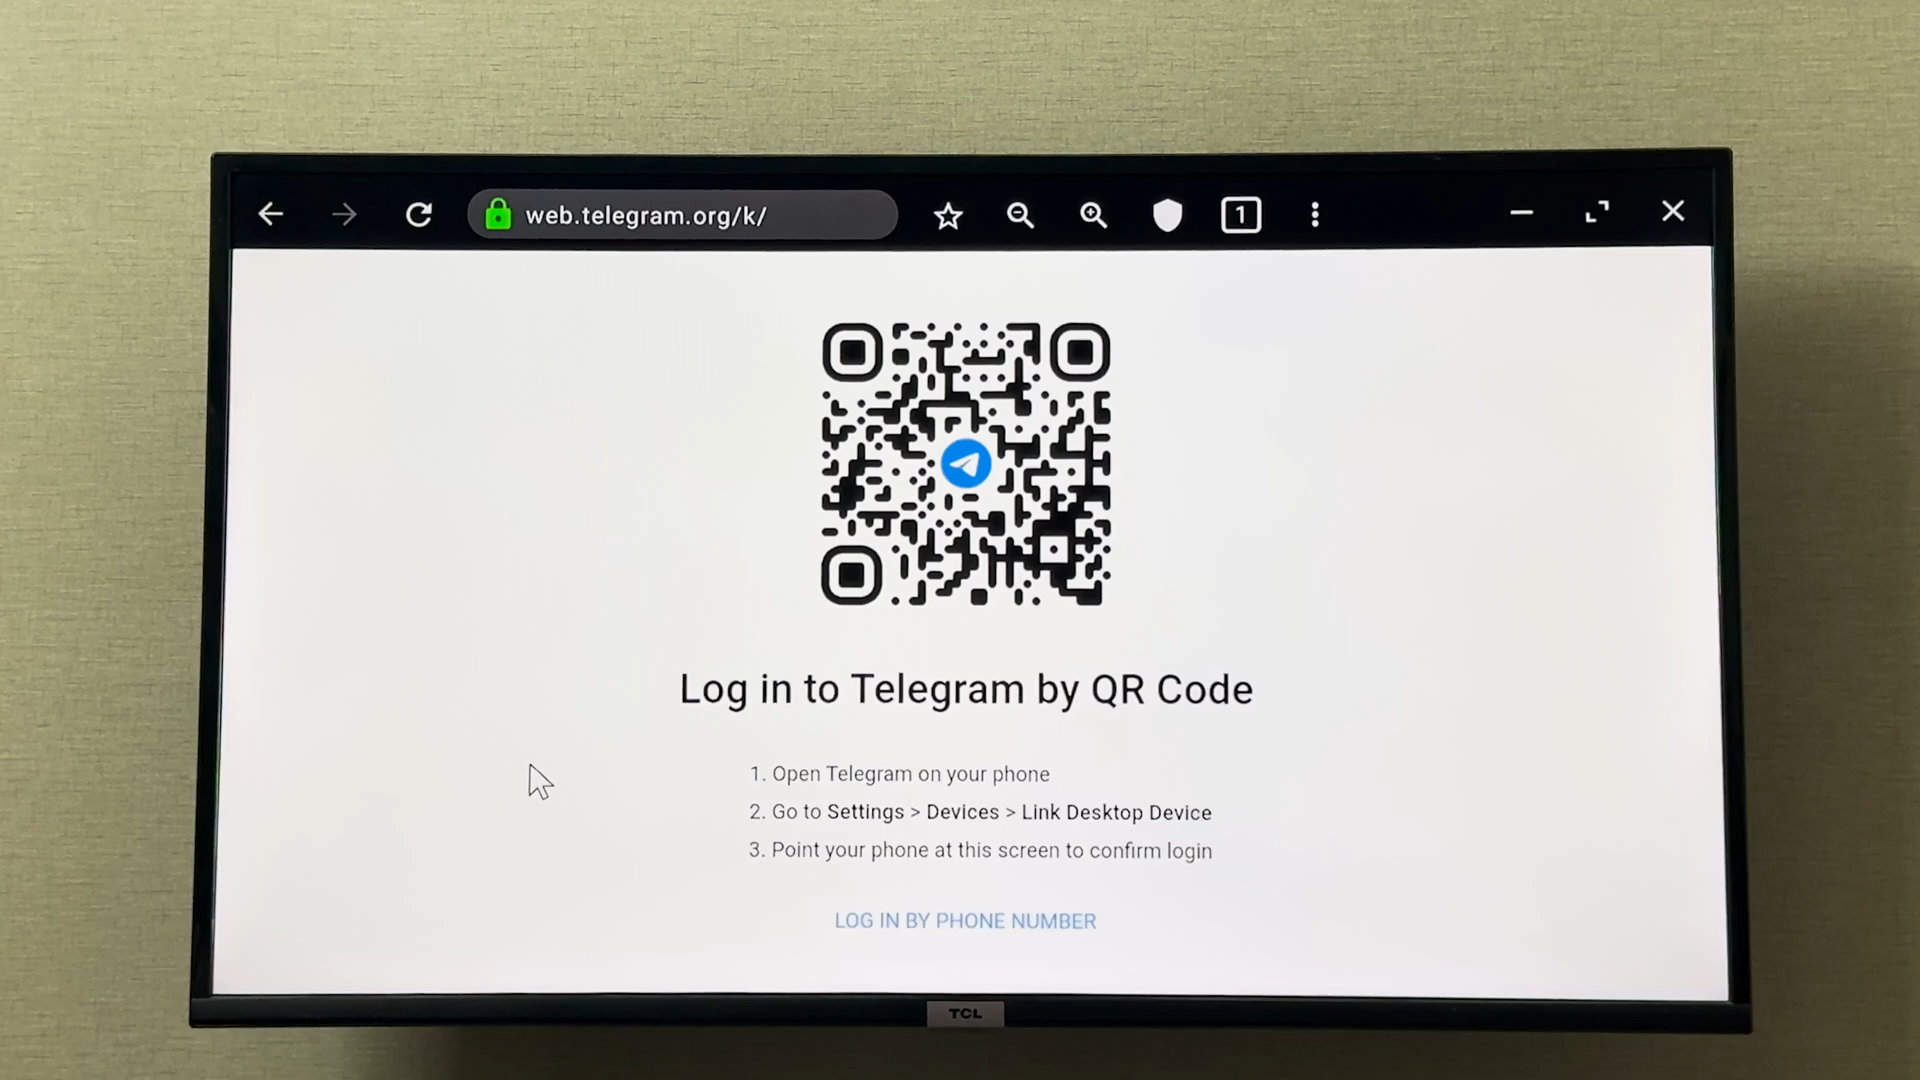 web.telegram.org/k/
1
Log in to Telegram by QR Code
1. Open Telegram on your phone
2. Go to Settings > Devices > Link Desktop Device
3. Point your phone at this screen to confirm login
LOG IN BY PHONE NUMBER
TCL